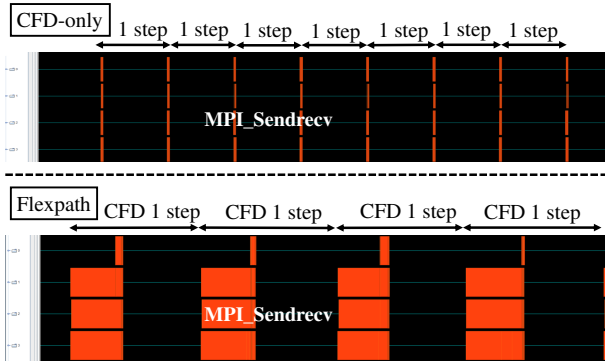 CFD-only
1 step 1 step 1 step 1 step 1 step 1 step 1 step
MPI_Sendrecv
Flexpath
CFD 1 step CFD 1 step CFD 1 step CFD 1 step
MPI_Sendrecv